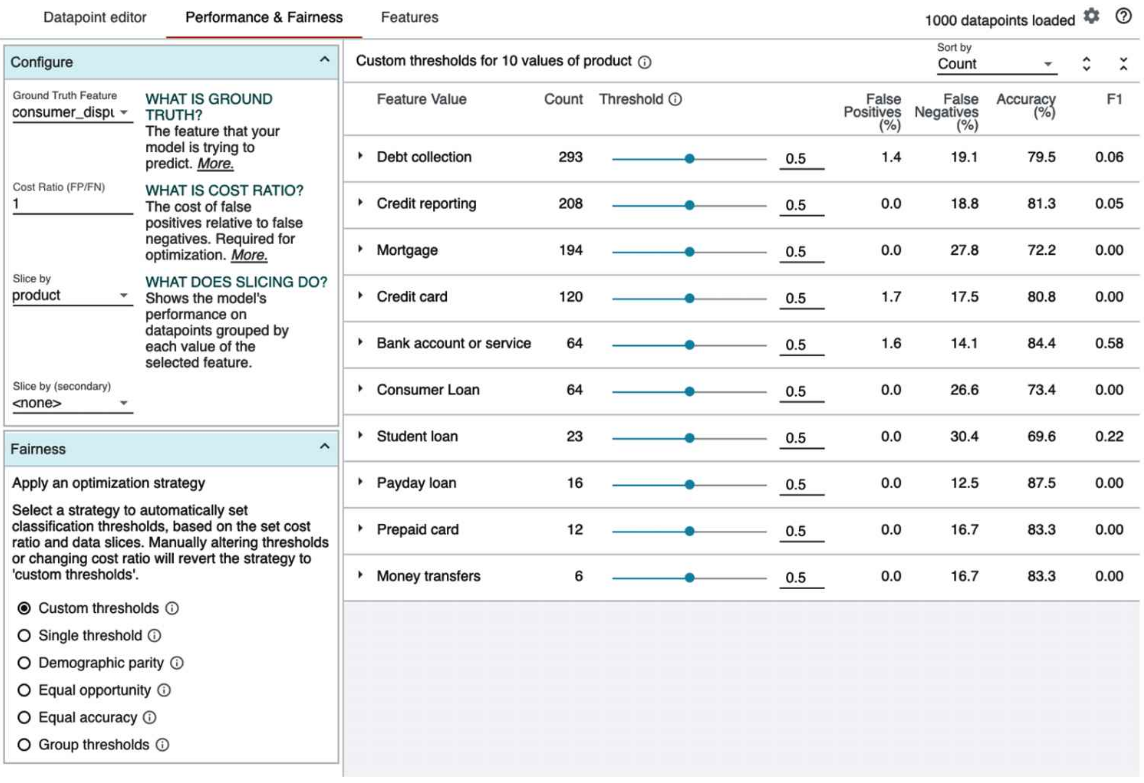 Datapoint editor
Performance & Fairness
Features
1000 datapoints loaded
Configure
Ground Truth Feature
consumer_dispu
WHAT IS GROUND
TRUTH?
The feature that your
model is trying to
predict. More.
Cost Ratio (FP/FN)
1
WHAT IS COST RATIO?
The cost of false
positives relative to false
negatives. Required for
optimization. More.
Slice by
product
WHAT DOES SLICING DO?
Shows the model's
performance on
datapoints grouped by
each value of the
selected feature.
Slice by (secondary)
<none>
Fairness
Apply an optimization strategy
Select a strategy to automatically set
classification thresholds, based on the set cost
ratio and data slices. Manually altering thresholds
or changing cost ratio will revert the strategy to
'custom thresholds'.
Custom thresholds
Single threshold
Demographic parity
Equal opportunity
Equal accuracy
Group thresholds
Custom thresholds for 10 values of product
Sort by
Count
Feature Value Count Threshold False Positives (%) False Negatives (%) Accuracy (%) F1
Debt collection 293 0.5 1.4 19.1 79.5 0.06
Credit reporting 208 0.5 0.0 18.8 81.3 0.05
Mortgage 194 0.5 0.0 27.8 72.2 0.00
Credit card 120 0.5 1.7 17.5 80.8 0.00
Bank account or service 64 0.5 1.6 14.1 84.4 0.58
Consumer Loan 64 0.5 0.0 26.6 73.4 0.00
Student loan 23 0.5 0.0 30.4 69.6 0.22
Payday loan 16 0.5 0.0 12.5 87.5 0.00
Prepaid card 12 0.5 0.0 16.7 83.3 0.00
Money transfers 6 0.5 0.0 16.7 83.3 0.00